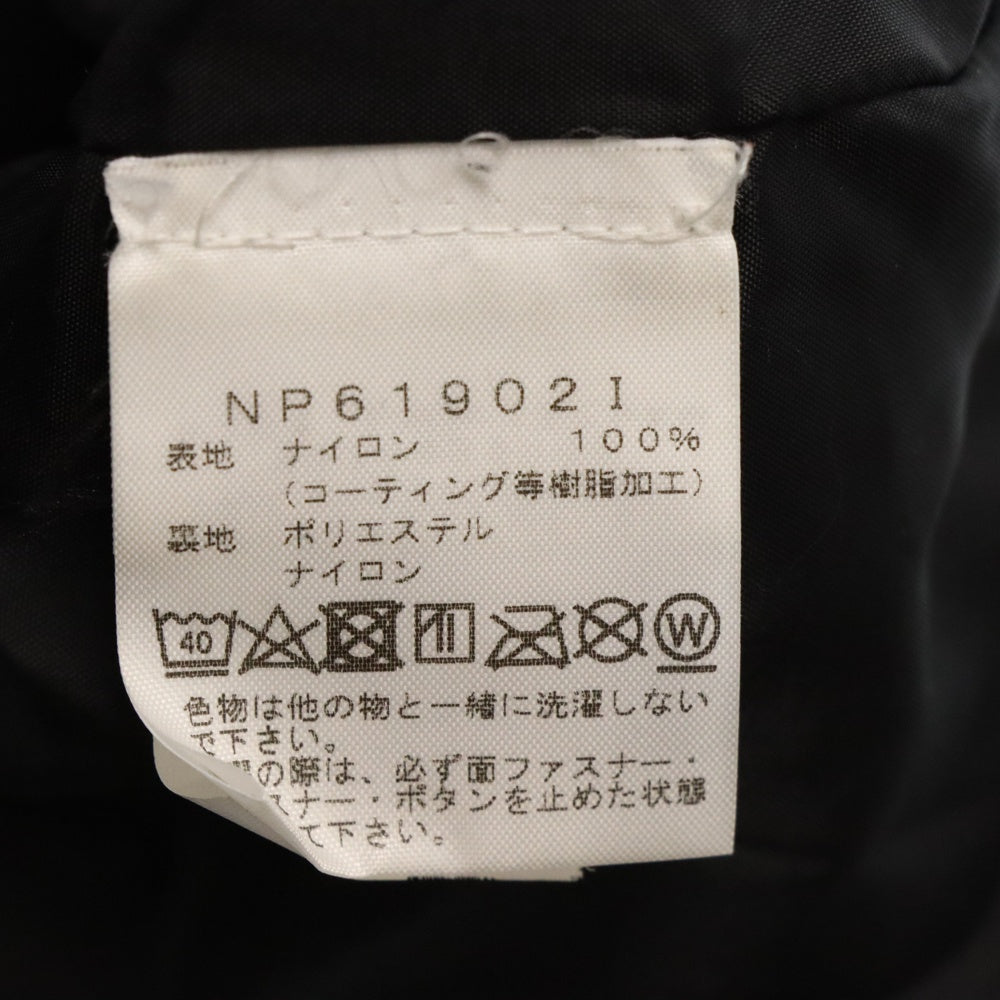 NP61902I
表地 ナイロン 100%
(コーティング等樹脂加工)
裏地 ポリエステル
ナイロン
40 W
色物は他の物と一緒に洗濯しない
で下さい。
の際は、必ず面ファスナー・
スナー・ボタンを止めた状態
て下さい。